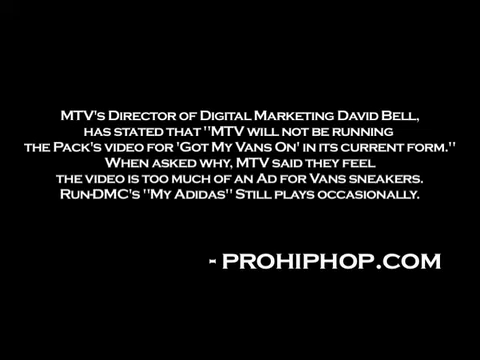 MTV's Director of Digital Marketing David Bell,
has stated that "MTV will not be running
the Pack's video for 'Got My Vans On' in its current form."
When asked why, MTV said they feel
the video is too much of an Ad for Vans sneakers.
Run-DMC's "My Adidas" Still plays occasionally.
- PROHIPHOP.COM